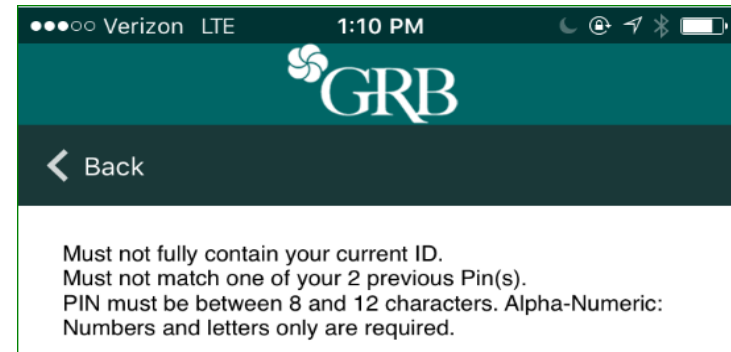 Verizon LTE 1:10 PM
GRB
Back
Must not fully contain your current ID.
Must not match one of your 2 previous Pin(s).
PIN must be between 8 and 12 characters. Alpha-Numeric:
Numbers and letters only are required.